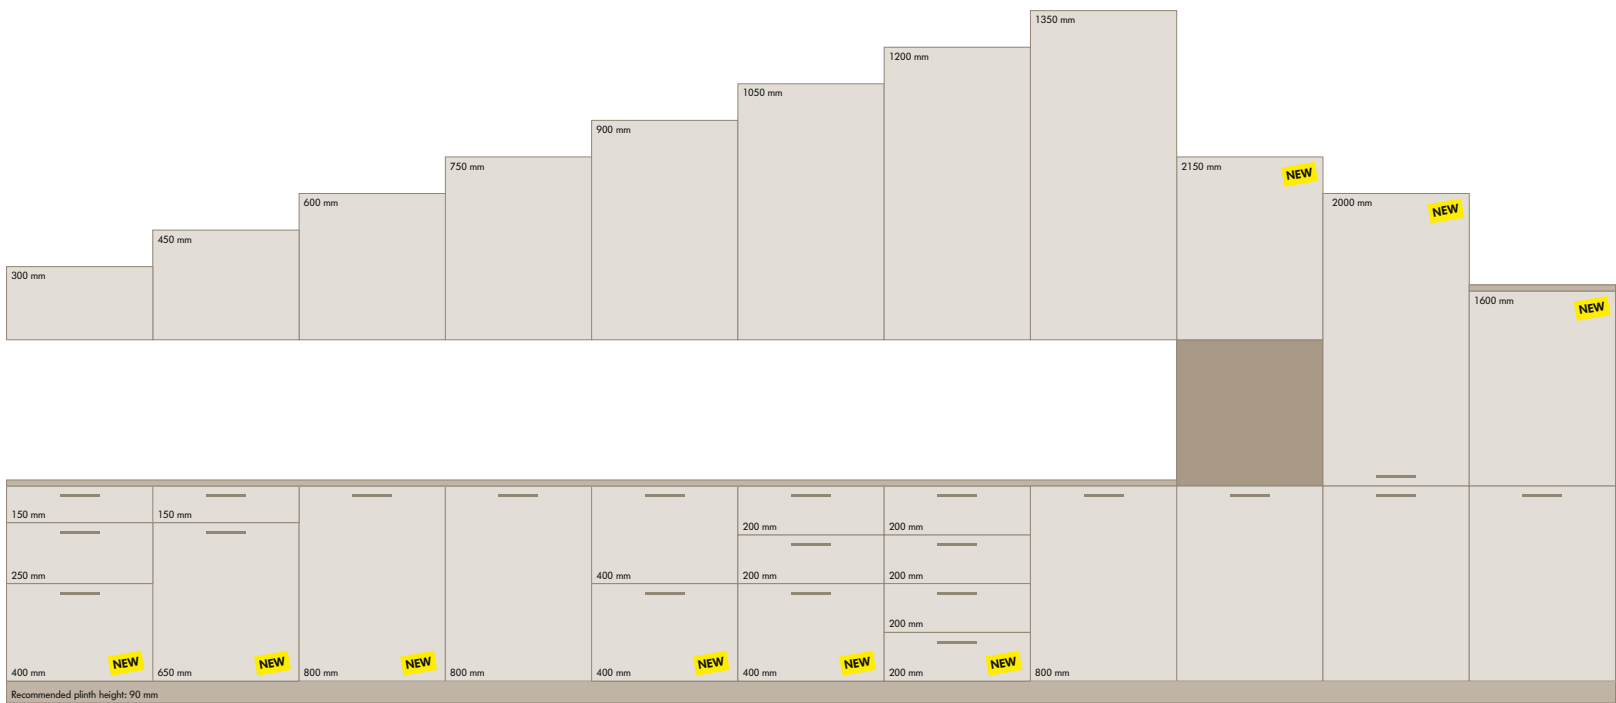 1350 mm
1200 mm
1050 mm
900 mm
750 mm
2150 mm
NEW
600 mm
2000 mm
NEW
450 mm
300 mm
1600 mm
NEW
150 mm
150 mm
200 mm
200 mm
250 mm
400 mm
200 mm
200 mm
200 mm
400 mm
NEW
650 mm
NEW
800 mm
NEW
800 mm
400 mm
NEW
400 mm
NEW
200 mm
NEW
800 mm
Recommended plinth height: 90 mm